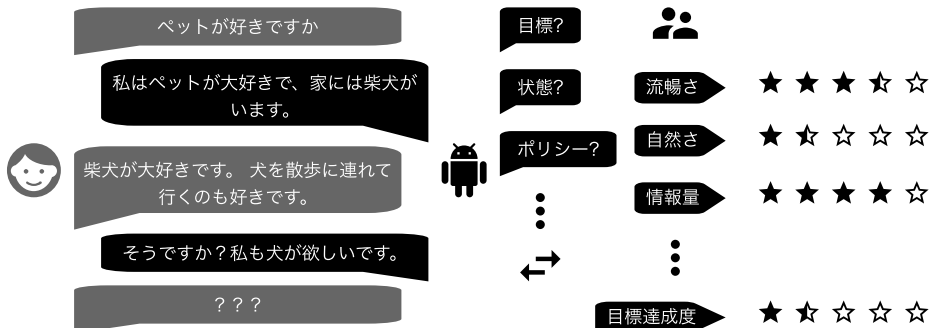 ペットが好きですか
私はペットが大好きで、家には柴犬が
います。
柴犬が大好きです。 犬を散歩に連れて
行くのも好きです。
そうですか？私も犬が欲しいです。
？？？
目標?
状態?
ポリシー?
流暢さ
自然さ
情報量
目標達成度